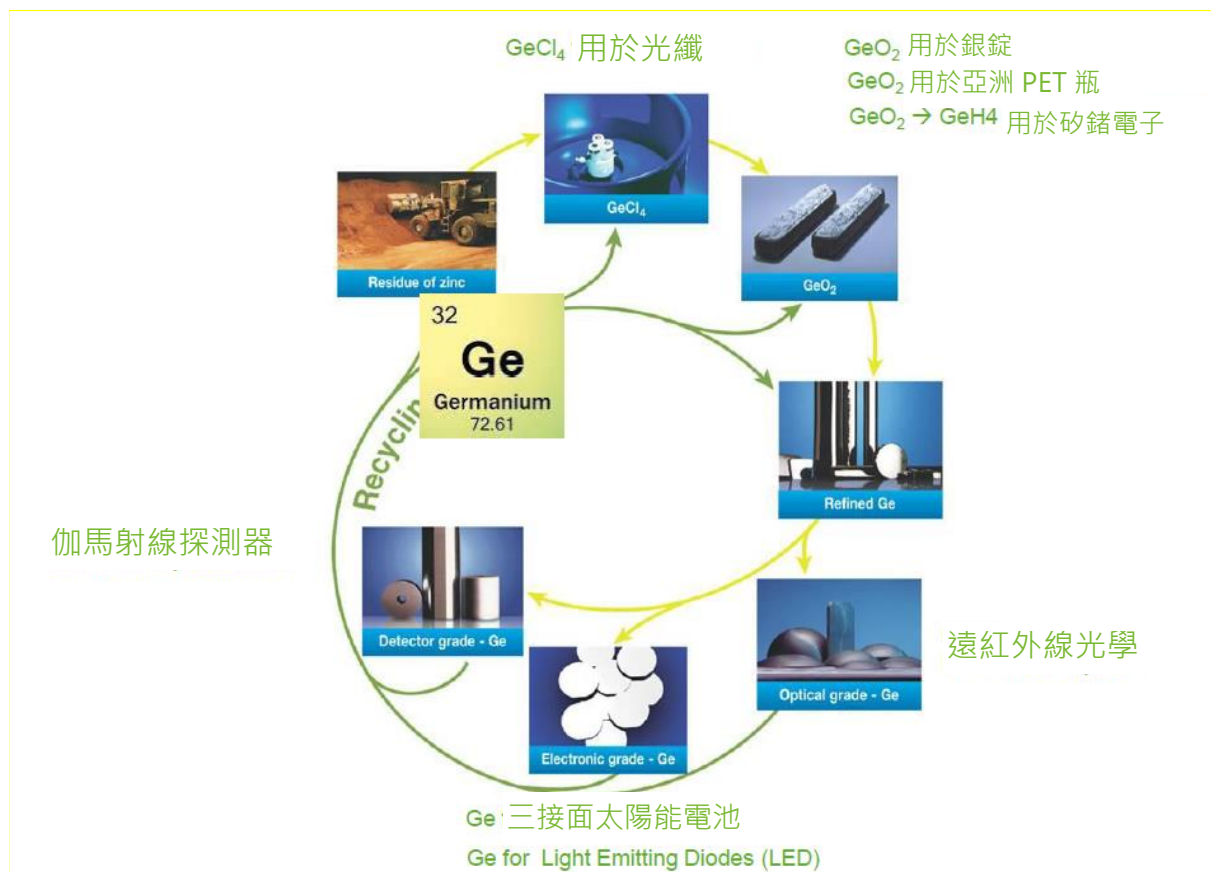 GeCl₄ 用於光纖
GeO₂ 用於銀錠
GeO₂ 用於亞洲 PET 瓶
GeO₂ → GeH4 用於矽鍺電子
GeCl₄
Residue of zinc
GeO₂
32
Ge
Germanium
72.61
Recyclin
Refined Ge
伽馬射線探測器
Detector grade - Ge
Optical grade - Ge
遠紅外線光學
Electronic grade - Ge
Ge 三接面太陽能電池
Ge for Light Emitting Diodes (LED)